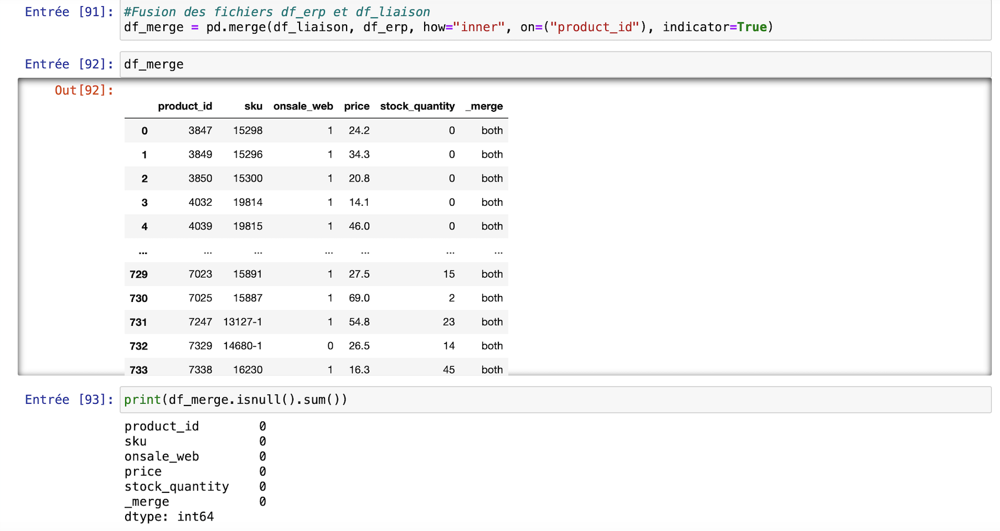 Entrée [91]: #Fusion des fichiers df_erp et df_liaison
df_merge = pd.merge(df_liaison, df_erp, how="inner", on=("product_id"), indicator=True)
Entrée [92]: df_merge
Out[92]:
product_id sku onsale_web price stock_quantity _merge
0 3847 15298 1 24.2 0 both
1 3849 15296 1 34.3 0 both
2 3850 15300 1 20.8 0 both
3 4032 19814 1 14.1 0 both
4 4039 19815 1 46.0 0 both
... ... ... ... ... ... ...
729 7023 15891 1 27.5 15 both
730 7025 15887 1 69.0 2 both
731 7247 13127-1 1 54.8 23 both
732 7329 14680-1 0 26.5 14 both
733 7338 16230 1 16.3 45 both
Entrée [93]: print(df_merge.isnull().sum())
product_id 0
sku 0
onsale_web 0
price 0
stock_quantity 0
_merge 0
dtype: int64